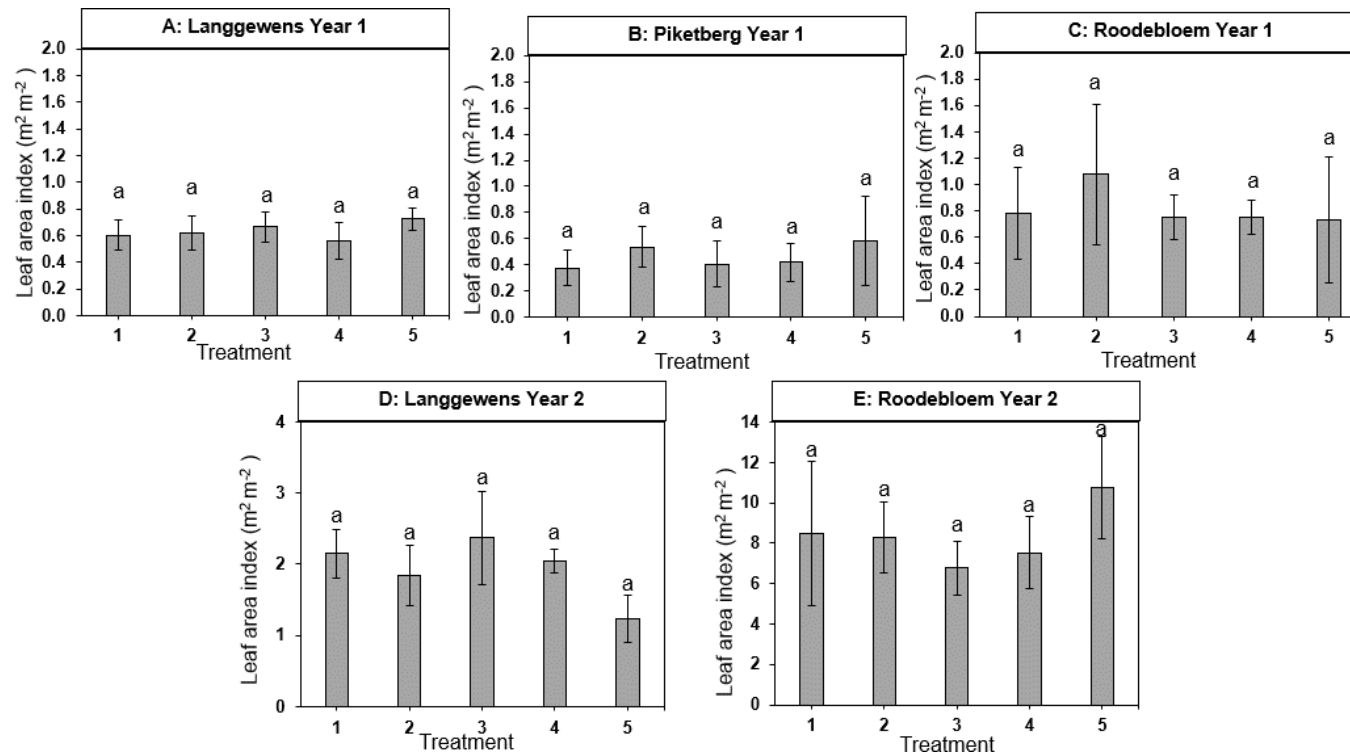 A: Langgewens Year 1
Leaf area index (m² m⁻²)
2.0
1.8
1.6
1.4
1.2
1.0
0.8
0.6
0.4
0.2
0.0
a a a a a
1 2 3 4 5
Treatment
B: Piketberg Year 1
Leaf area index (m² m⁻²)
2.0
1.8
1.6
1.4
1.2
1.0
0.8
0.6
0.4
0.2
0.0
a a a a a
1 2 3 4 5
Treatment
C: Roodebloem Year 1
Leaf area index (m² m⁻²)
2.0
1.8
1.6
1.4
1.2
1.0
0.8
0.6
0.4
0.2
0.0
a a a a a
1 2 3 4 5
Treatment
D: Langgewens Year 2
Leaf area index (m² m⁻²)
4
3
2
1
0
a a a a a
1 2 3 4 5
Treatment
E: Roodebloem Year 2
Leaf area index (m² m⁻²)
14
12
10
8
6
4
2
0
a a a a a
1 2 3 4 5
Treatment